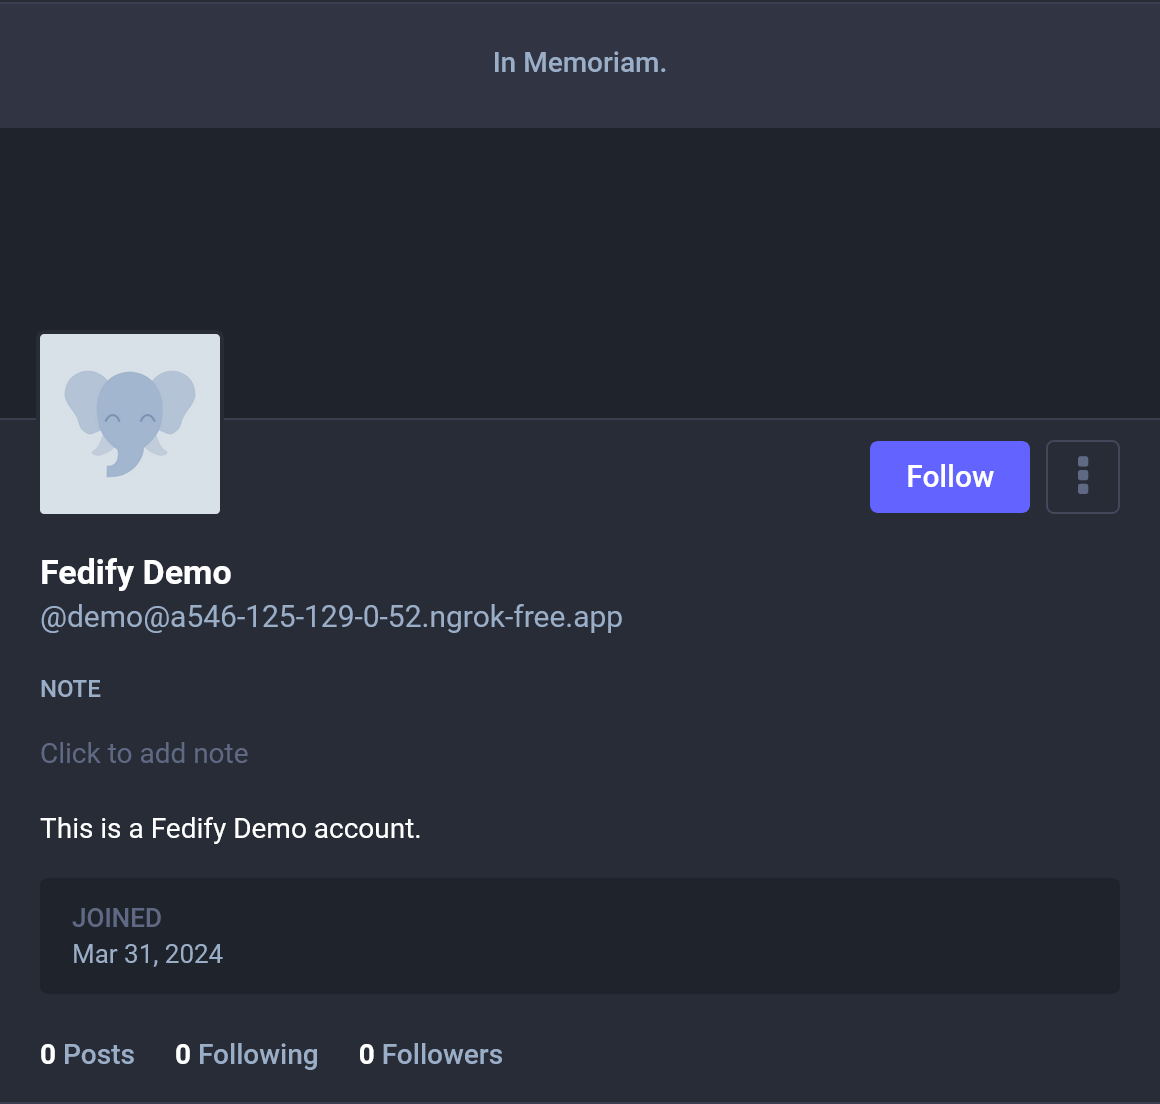 In Memoriam.
Follow
Fedify Demo
@demo@a546-125-129-0-52.ngrok-free.app
NOTE
Click to add note
This is a Fedify Demo account.
JOINED
Mar 31, 2024
0 Posts 0 Following 0 Followers